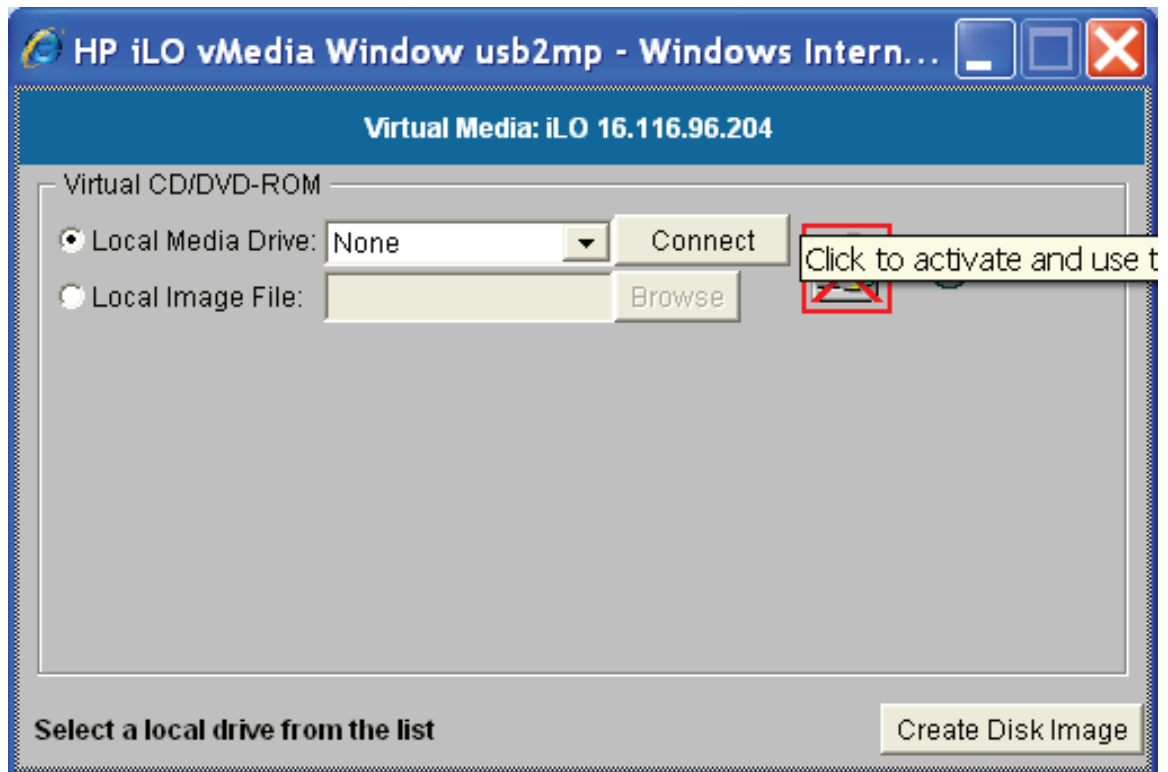 HP iLO vMedia Window usb2mp - Windows Intern...
Virtual Media: iLO 16.116.96.204
Virtual CD/DVD-ROM
Local Media Drive: None Connect
Click to activate and use t
Local Image File: Browse
Select a local drive from the list Create Disk Image